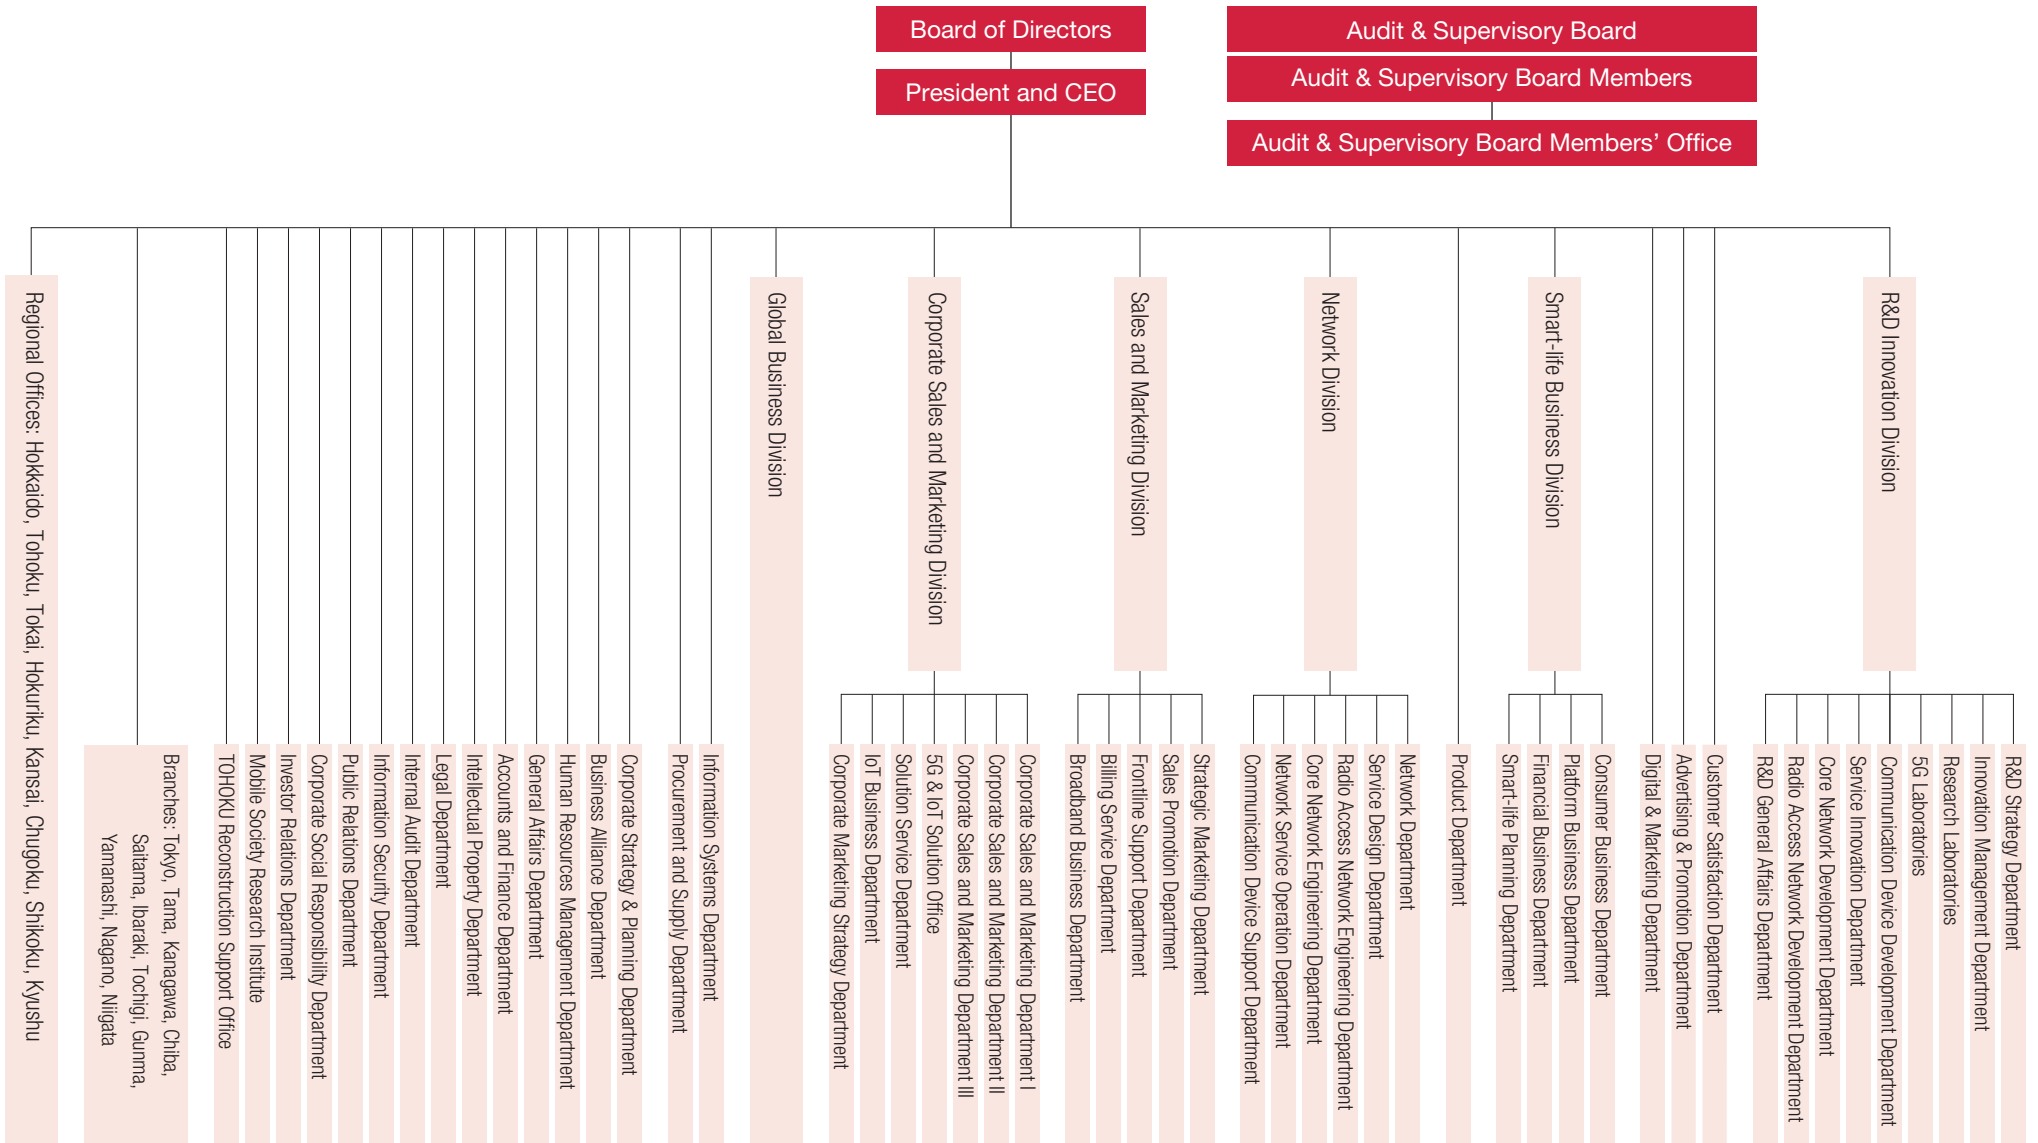 Board of Directors
President and CEO
Audit & Supervisory Board
Audit & Supervisory Board Members
Audit & Supervisory Board Members’ Office
Regional Offices: Hokkaido, Tohoku, Tokai, Hokuriku, Kansai, Chugoku, Shikoku, Kyushu
Branches: Tokyo, Tama, Kanagawa, Chiba,
Saitama, Ibaraki, Tochigi, Gunma,
Yamanashi, Nagano, Niigata
TOHOKU Reconstruction Support Office
Mobile Society Research Institute
Investor Relations Department
Corporate Social Responsibility Department
Public Relations Department
Information Security Department
Internal Audit Department
Legal Department
Intellectual Property Department
Accounts and Finance Department
General Affairs Department
Human Resources Management Department
Business Alliance Department
Corporate Strategy & Planning Department
Procurement and Supply Department
Information Systems Department
Global Business Division
Corporate Sales and Marketing Division
Corporate Marketing Strategy Department
IoT Business Department
Solution Service Department
5G & IoT Solution Office
Corporate Sales and Marketing Department III
Corporate Sales and Marketing Department II
Corporate Sales and Marketing Department I
Sales and Marketing Division
Broadband Business Department
Billing Service Department
Frontline Support Department
Sales Promotion Department
Strategic Marketing Department
Network Division
Communication Device Support Department
Network Service Operation Department
Core Network Engineering Department
Radio Access Network Engineering Department
Service Design Department
Network Department
Product Department
Smart-life Business Division
Smart-life Planning Department
Financial Business Department
Platform Business Department
Consumer Business Department
Digital & Marketing Department
Advertising & Promotion Department
Customer Satisfaction Department
R&D Innovation Division
R&D General Affairs Department
Radio Access Network Development Department
Core Network Development Department
Service Innovation Department
Communication Device Development Department
5G Laboratories
Research Laboratories
Innovation Management Department
R&D Strategy Department